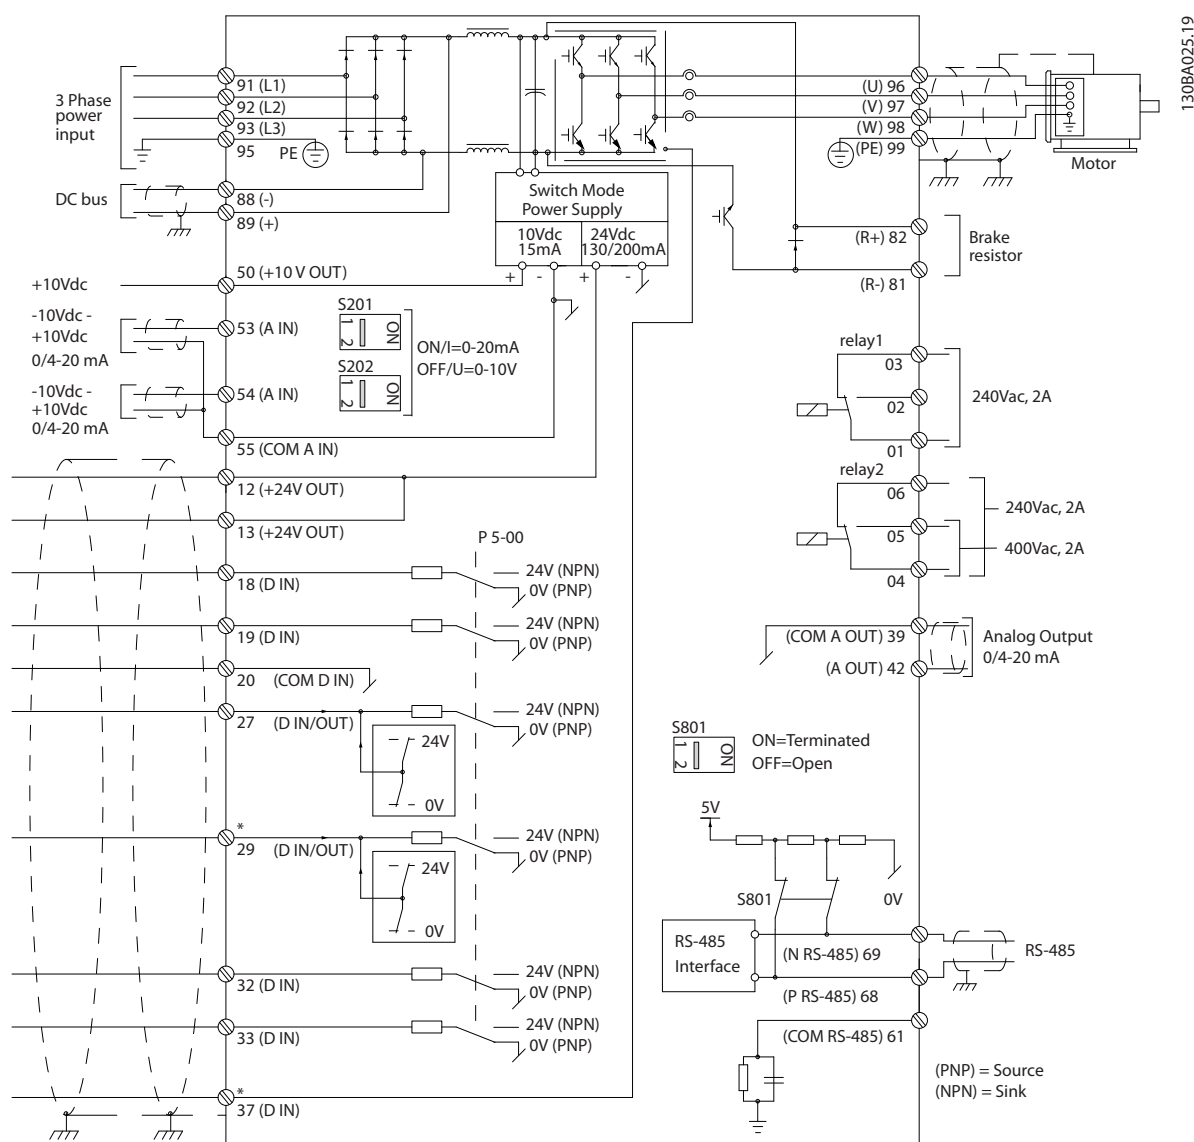 130BA025.19
3 Phase
power
input
91 (L1)
92 (L2)
93 (L3)
95
PE
DC bus
88 (-)
89 (+)
Switch Mode
Power Supply
10Vdc
15mA
24Vdc
130/200mA
+ - + -
(U) 96
(V) 97
(W) 98
(PE) 99
Motor
(R+) 82
Brake
resistor
(R-) 81
+10Vdc
50 (+10 V OUT)
-10Vdc -
+10Vdc
0/4-20 mA
53 (A IN)
S201
1 2
ON
ON/I=0-20mA
OFF/U=0-10V
S202
1 2
ON
-10Vdc -
+10Vdc
0/4-20 mA
54 (A IN)
55 (COM A IN)
relay1
03
02
01
240Vac, 2A
relay2
06
05
04
240Vac, 2A
400Vac, 2A
12 (+24V OUT)
13 (+24V OUT)
P 5-00
18 (D IN)
24V (NPN)
0V (PNP)
19 (D IN)
24V (NPN)
0V (PNP)
20 (COM D IN)
27 (D IN/OUT)
24V (NPN)
0V (PNP)
24V
0V
*
29 (D IN/OUT)
24V (NPN)
0V (PNP)
24V
0V
32 (D IN)
24V (NPN)
0V (PNP)
33 (D IN)
24V (NPN)
0V (PNP)
*
37 (D IN)
(COM A OUT) 39
(A OUT) 42
Analog Output
0/4-20 mA
S801
1 2
ON
ON=Terminated
OFF=Open
5V
S801
0V
RS-485
Interface
(N RS-485) 69
(P RS-485) 68
(COM RS-485) 61
RS-485
(PNP) = Source
(NPN) = Sink